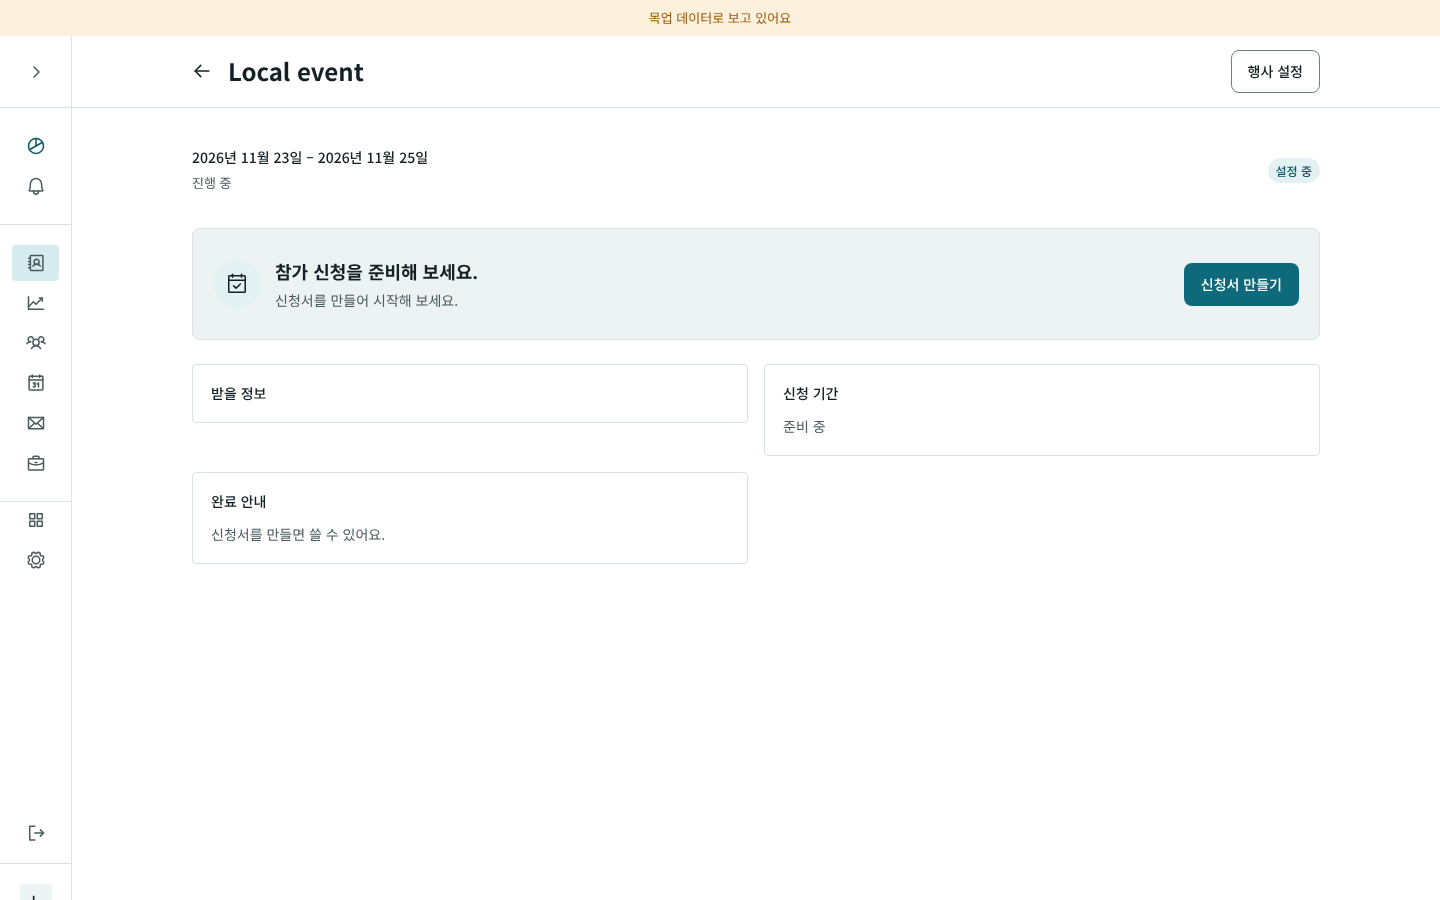 목업 데이터로 보고 있어요
Local event
행사 설정
2026년 11월 23일 – 2026년 11월 25일
진행 중
설정 중
참가 신청을 준비해 보세요.
신청서를 만들어 시작해 보세요.
신청서 만들기
받을 정보
신청 기간
준비 중
완료 안내
신청서를 만들면 쓸 수 있어요.
31